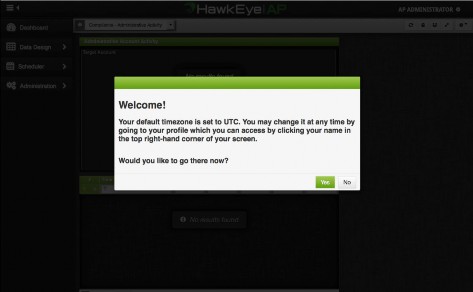 HawkEye AP
AP ADMINISTRATOR
Dashboard
Compliance - Administrator Activity
Data Design
Scheduler
Administration
Welcome!
Your default timezone is set to UTC. You may change it at any time by
going to your profile which you can access by clicking your name in
the top right-hand corner of your screen.
Would you like to go there now?
Yes
No
No results found